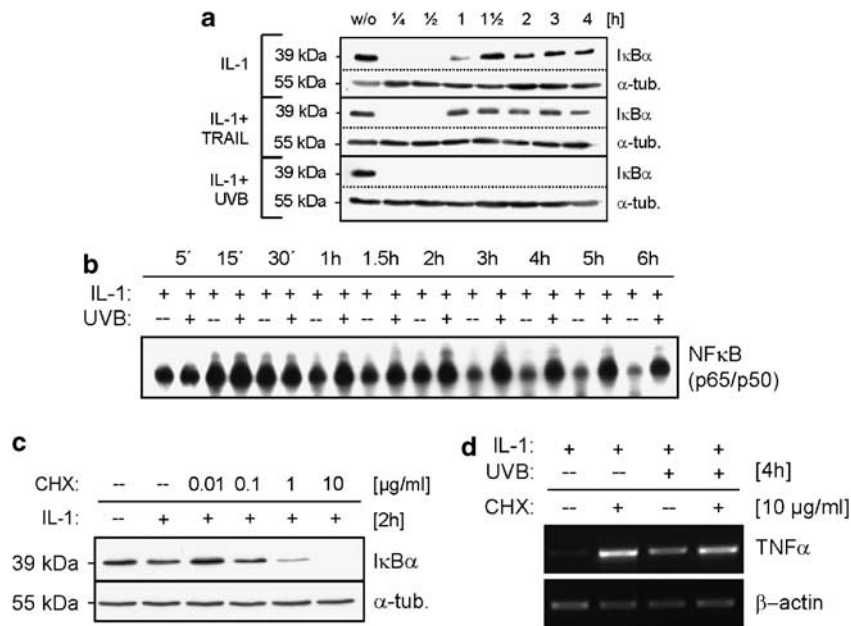 a
w/o ¼ ½ 1 1½ 2 3 4 [h]
IL-1 39 kDa IκBα
55 kDa α-tub.
IL-1+ TRAIL 39 kDa IκBα
55 kDa α-tub.
IL-1+ UVB 39 kDa IκBα
55 kDa α-tub.
b
5´ 15´ 30´ 1h 1.5h 2h 3h 4h 5h 6h
IL-1: + + + + + + + + + + + + + + + + + + + +
UVB: -- + -- + -- + -- + -- + -- + -- + -- + -- + -- +
NFκB
(p65/p50)
c
CHX: -- -- 0.01 0.1 1 10 [µg/ml]
IL-1: -- + + + + + [2h]
39 kDa IκBα
55 kDa α-tub.
d
IL-1: + + + +
UVB: -- -- + + [4h]
CHX: -- + -- + [10 µg/ml]
TNFα
β–actin